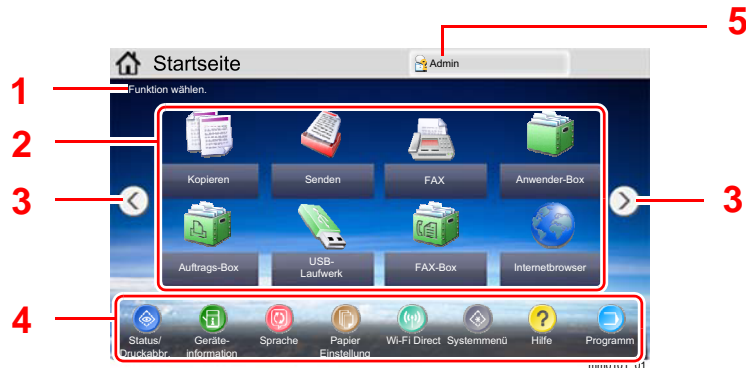 5
Startseite
Admin
1
Funktion wählen.
2
Kopieren
Senden
FAX
Anwender-Box
3
3
Auftrags-Box
USB-
Laufwerk
FAX-Box
Internetbrowser
4
Status/
Druckabbr.
Geräte-
information
Sprache
Papier
Einstellung
Wi-Fi Direct
Systemmenü
?
Hilfe
Programm